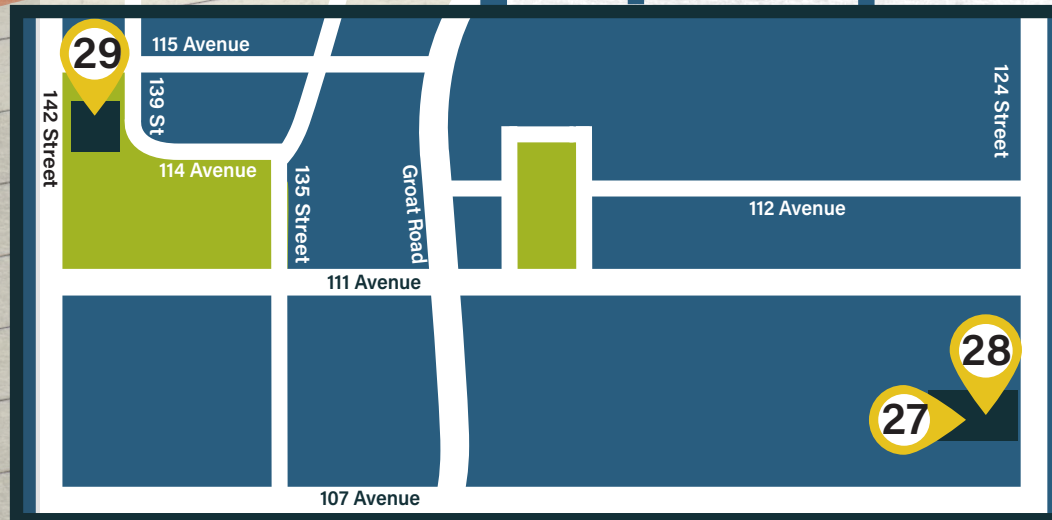 29
115 Avenue
139 St
142 Street
124 Street
114 Avenue
135 Street
Groat Road
112 Avenue
111 Avenue
28
27
107 Avenue